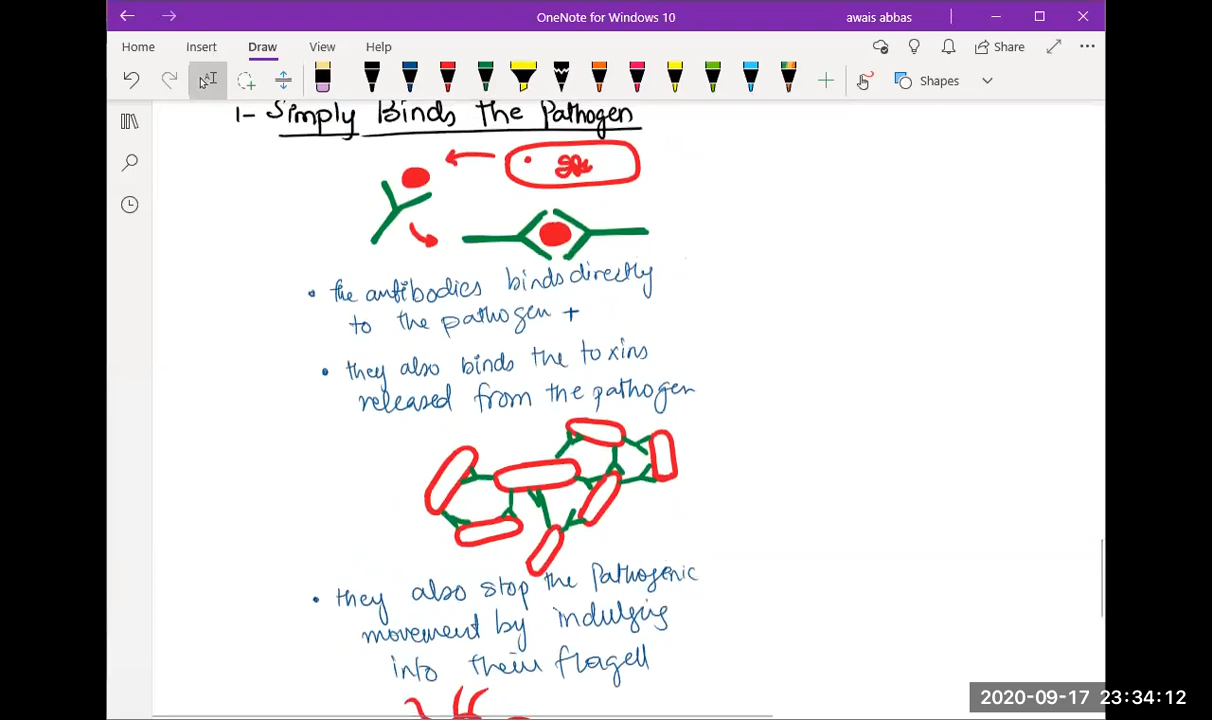 OneNote for Windows 10
awais abbas
Home Insert Draw View Help
Share
Shapes
1- Simply Binds The Pathogen
• the antibodies binds directly
to the pathogen +
• they also binds the toxins
released from the pathogen
• they also stop the Pathogenic
movement by indulging
into their flagell
2020-09-17 23:34:12